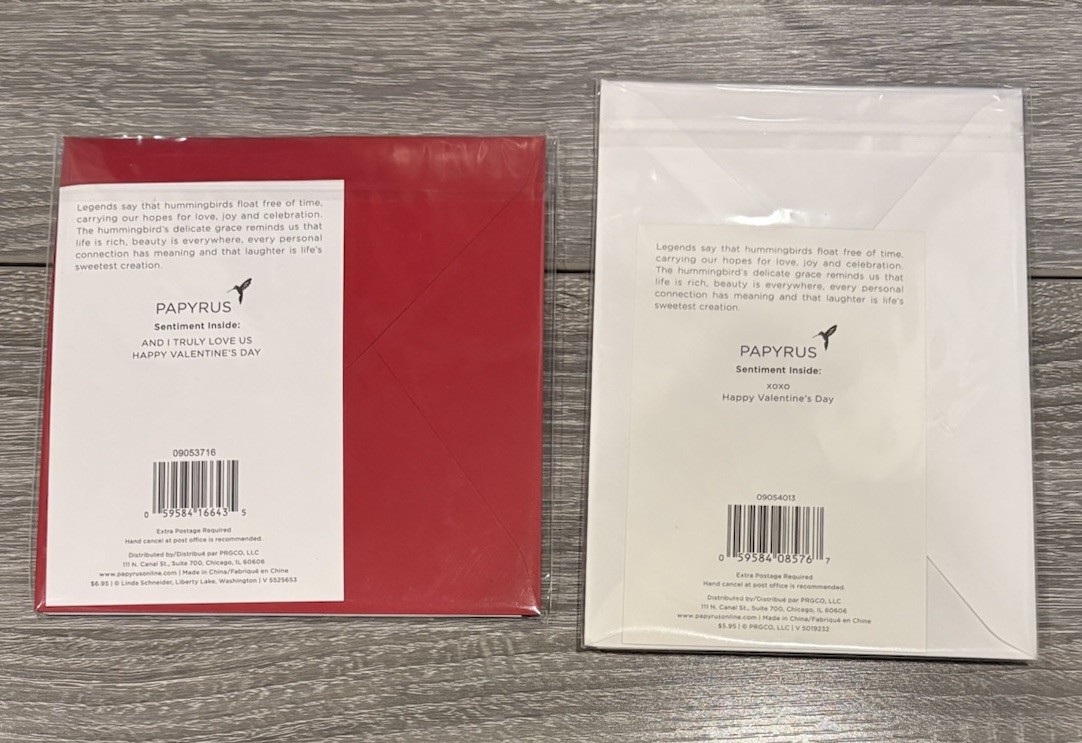 Legends say that hummingbirds float free of time,
carrying our hopes for love, joy and celebration.
The hummingbird's delicate grace reminds us that
life is rich, beauty is everywhere, every personal
connection has meaning and that laughter is life's
sweetest creation.
PAPYRUS
Sentiment Inside:
AND I TRULY LOVE US
HAPPY VALENTINE'S DAY
09053716
0 59584 16643 5
Extra Postage Required
Hand cancel at post office is recommended.
Distributed by/Distribué par PRGCO, LLC
111 N. Canal St., Suite 700, Chicago, IL 60606
www.papyrusonline.com | Made in China/Fabriqué en Chine
$6.95 | © Linda Schneider, Liberty Lake, Washington | V 5525653
Legends say that hummingbirds float free of time,
carrying our hopes for love, joy and celebration.
The hummingbird's delicate grace reminds us that
life is rich, beauty is everywhere, every personal
connection has meaning and that laughter is life's
sweetest creation.
PAPYRUS
Sentiment Inside:
xoxo
Happy Valentine's Day
09054013
0 59584 08576 7
Extra Postage Required
Hand cancel at post office is recommended.
Distributed by/Distribué par PRGCO, LLC
111 N. Canal St., Suite 700, Chicago, IL 60606
www.papyrusonline.com | Made in China/Fabriqué en Chine
$5.95 | © PRGCO, LLC | V 5019232